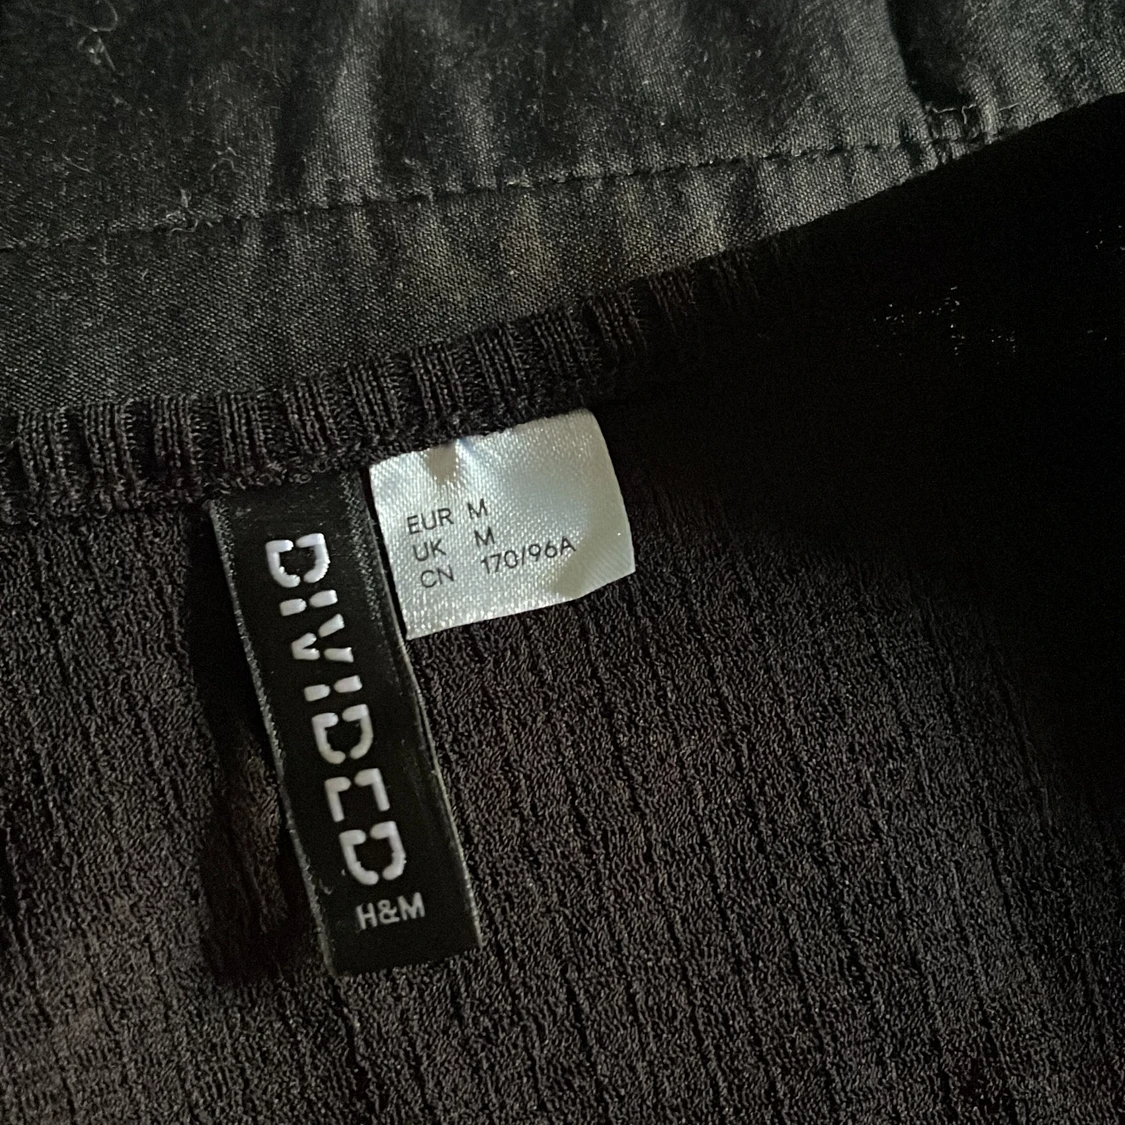 DIVIDED
H&M
EUR M
UK M
CN 170/96A